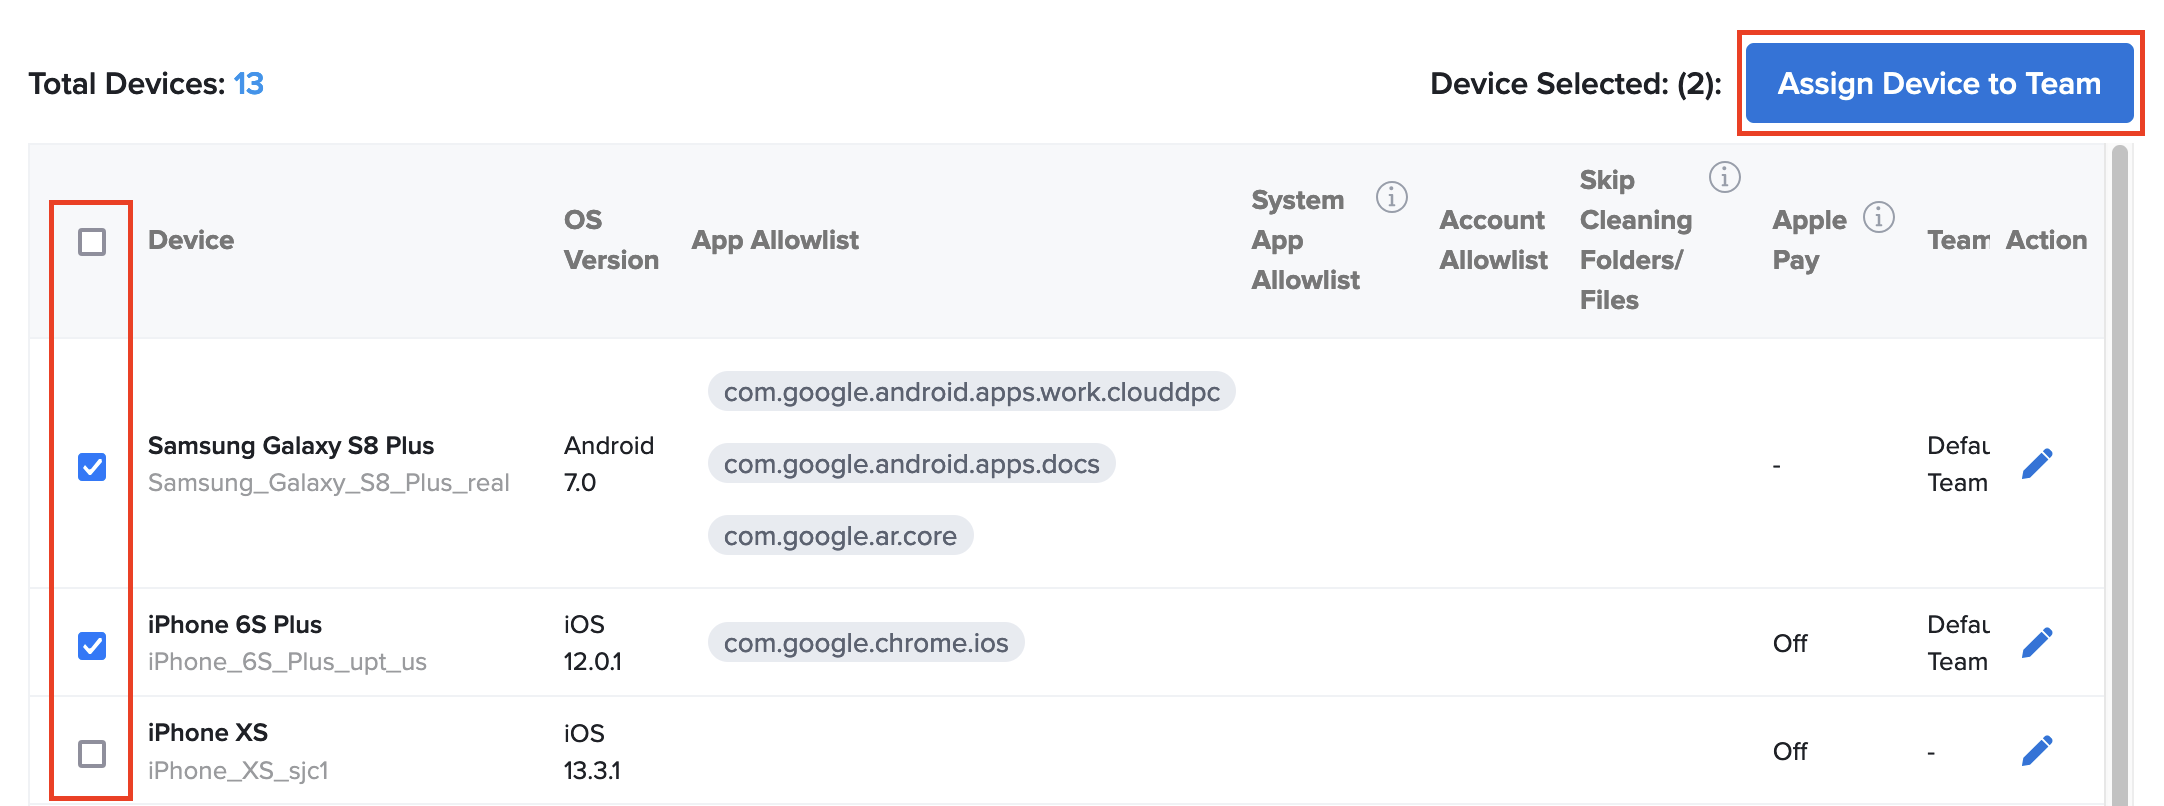 Total Devices: 13
Device Selected: (2):
Assign Device to Team
Device
OS
Version
App Allowlist
System
App
Allowlist
Account
Allowlist
Skip
Cleaning
Folders/
Files
Apple
Pay
Team
Action
Samsung Galaxy S8 Plus
Samsung_Galaxy_S8_Plus_real
Android
7.0
com.google.android.apps.work.clouddpc
com.google.android.apps.docs
com.google.ar.core
-
Defau
Team
iPhone 6S Plus
iPhone_6S_Plus_upt_us
iOS
12.0.1
com.google.chrome.ios
Off
Defau
Team
iPhone XS
iPhone_XS_sjc1
iOS
13.3.1
Off
-